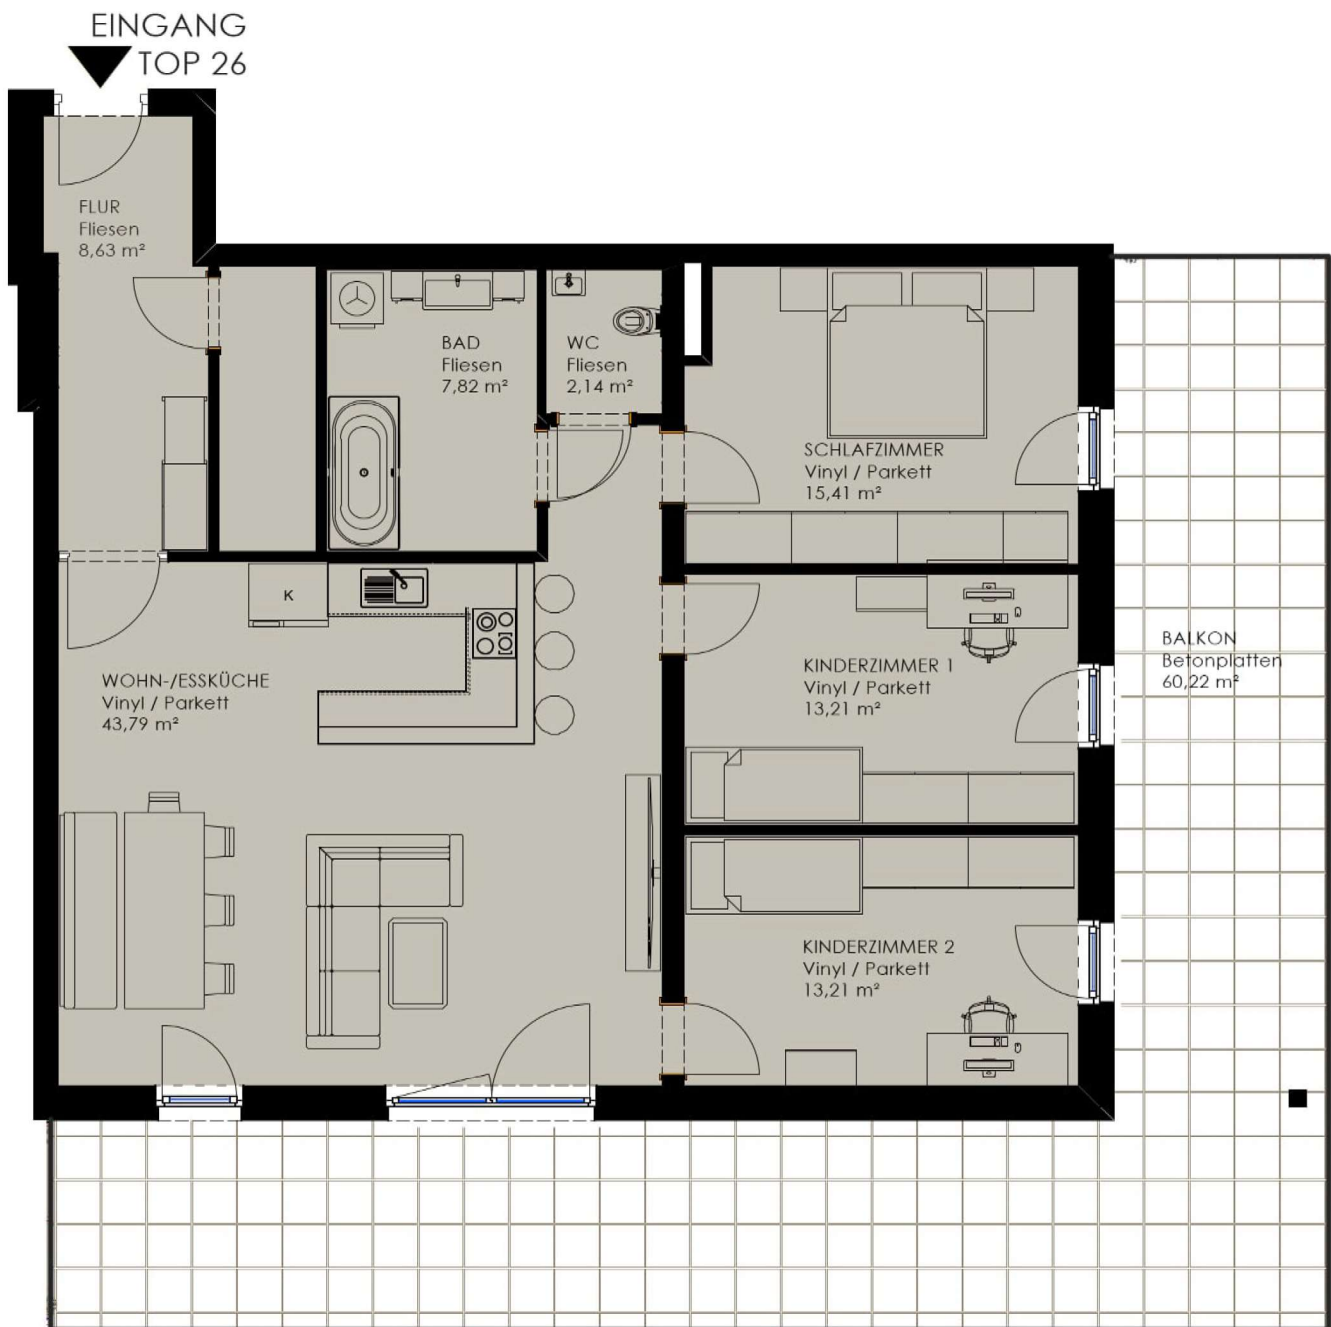 EINGANG
TOP 26
FLUR
Fliesen
8,63 m²
BAD
Fliesen
7,82 m²
WC
Fliesen
2,14 m²
SCHLAFZIMMER
Vinyl / Parkett
15,41 m²
K
WOHN-/ESSKÜCHE
Vinyl / Parkett
43,79 m²
KINDERZIMMER 1
Vinyl / Parkett
13,21 m²
BALKON
Betonplatten
60,22 m²
KINDERZIMMER 2
Vinyl / Parkett
13,21 m²